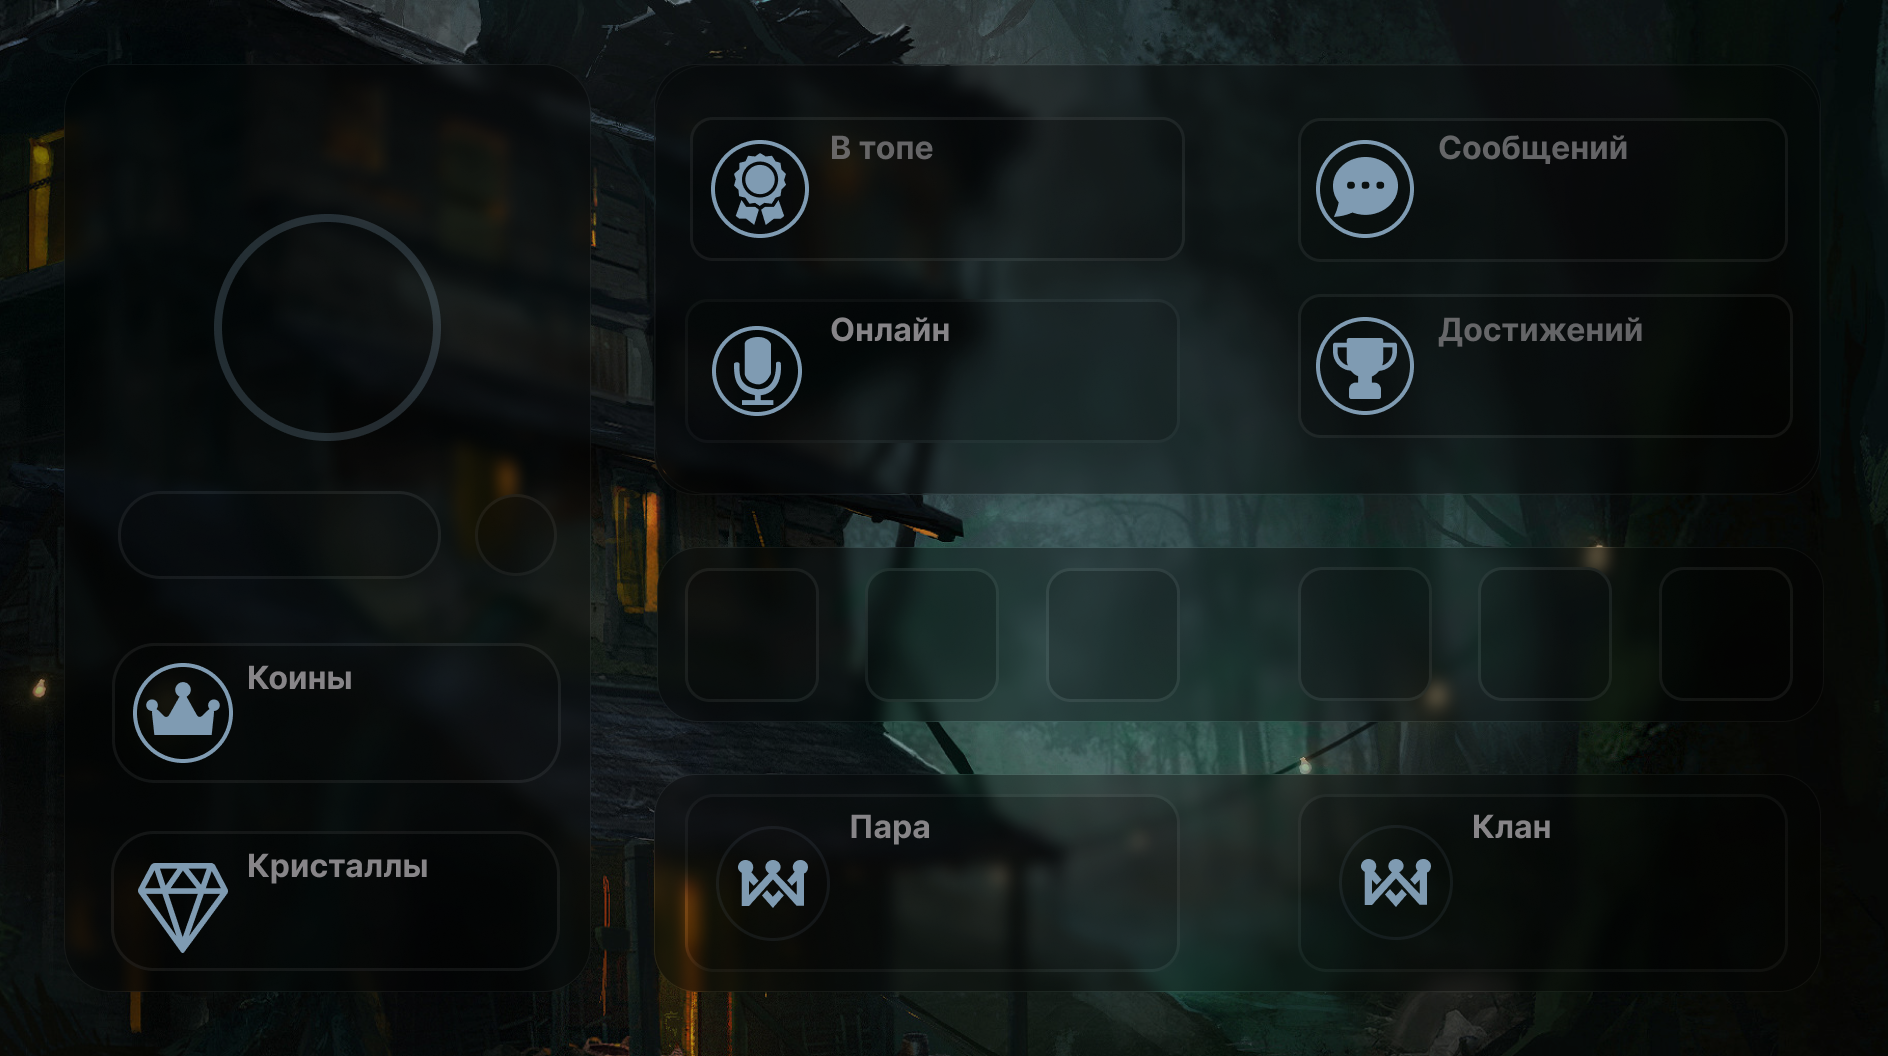 В топе
Сообщений
Онлайн
Достижений
Коины
Кристаллы
Пара
Клан